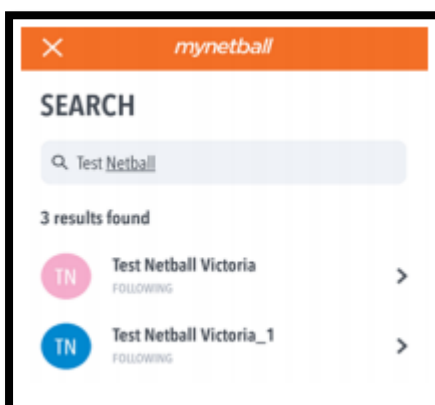 mynetball
SEARCH
Test Netball
3 results found
TN
Test Netball Victoria
FOLLOWING
TN
Test Netball Victoria_1
FOLLOWING